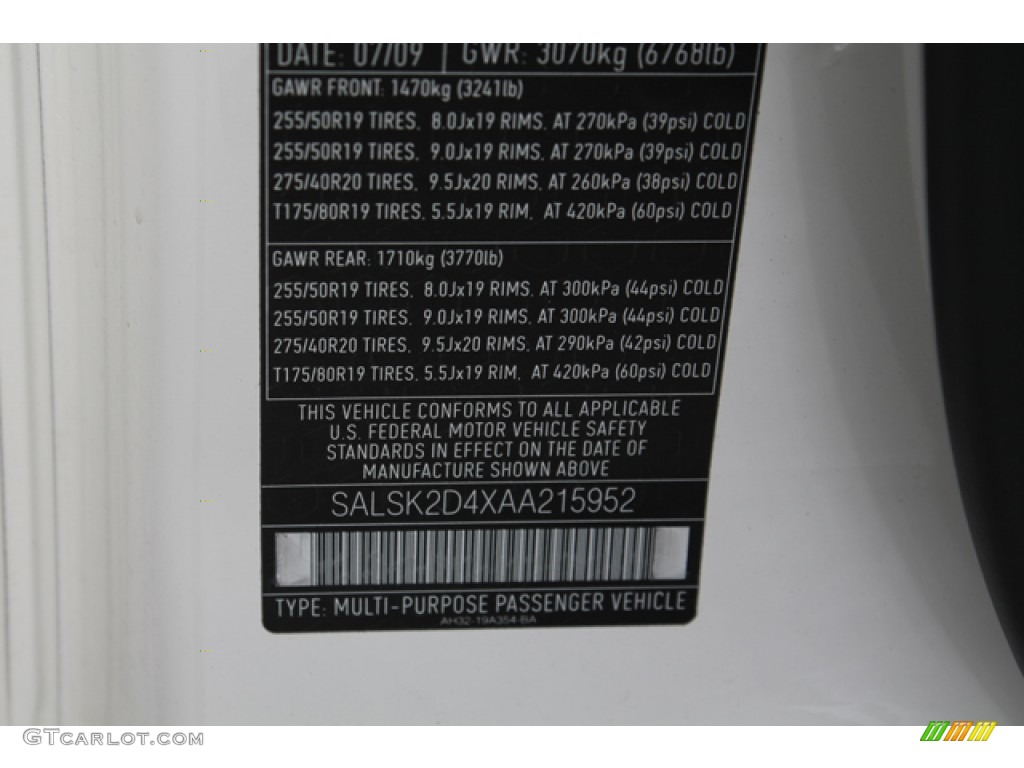 DATE: 07/09 GWR: 3070kg (6768lb)
GAWR FRONT: 1470kg (3241lb)
255/50R19 TIRES, 8.0Jx19 RIMS, AT 270kPa (39psi) COLD
255/50R19 TIRES, 9.0Jx19 RIMS, AT 270kPa (39psi) COLD
275/40R20 TIRES, 9.5Jx20 RIMS, AT 260kPa (38psi) COLD
T175/80R19 TIRES, 5.5Jx19 RIM, AT 420kPa (60psi) COLD
GAWR REAR: 1710kg (3770lb)
255/50R19 TIRES, 8.0Jx19 RIMS, AT 300kPa (44psi) COLD
255/50R19 TIRES, 9.0Jx19 RIMS, AT 300kPa (44psi) COLD
275/40R20 TIRES, 9.5Jx20 RIMS, AT 290kPa (42psi) COLD
T175/80R19 TIRES, 5.5Jx19 RIM, AT 420kPa (60psi) COLD
THIS VEHICLE CONFORMS TO ALL APPLICABLE
U.S. FEDERAL MOTOR VEHICLE SAFETY
STANDARDS IN EFFECT ON THE DATE OF
MANUFACTURE SHOWN ABOVE
SALSK2D4XAA215952
TYPE: MULTI-PURPOSE PASSENGER VEHICLE
AH32-19A354-BA
GTCarlot.com